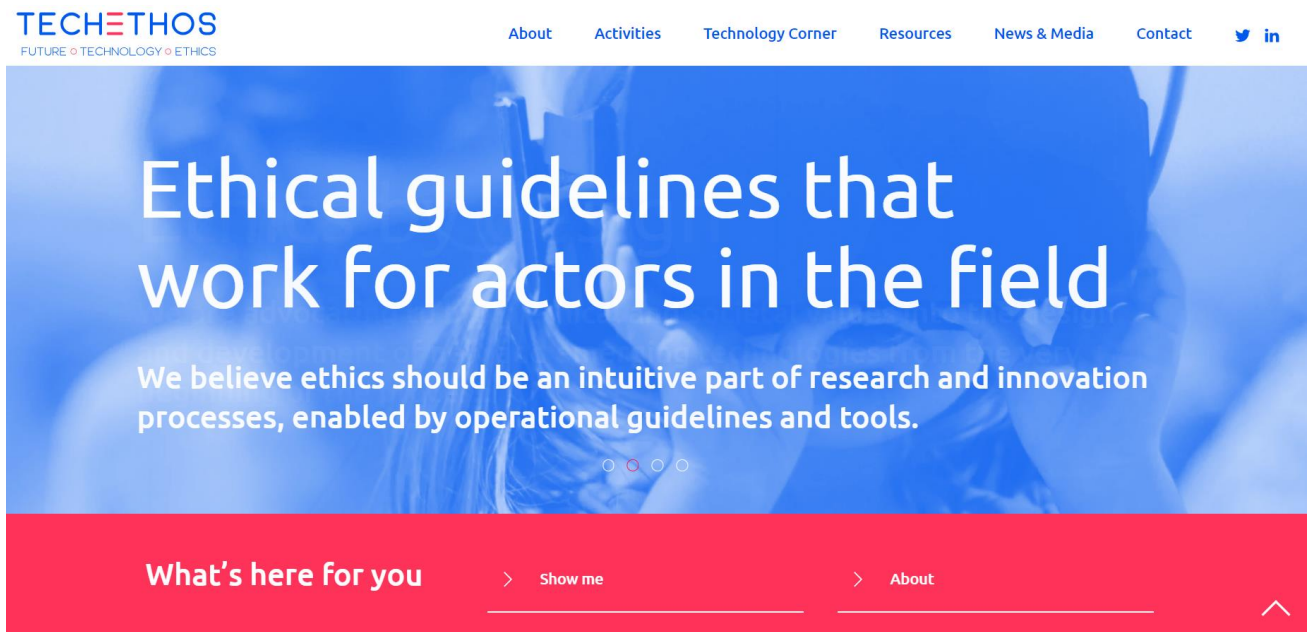 TECHETHOS
FUTURE TECHNOLOGY ETHICS
About Activities Technology Corner Resources News & Media Contact
Ethical guidelines that
work for actors in the field
We believe ethics should be an intuitive part of research and innovation
processes, enabled by operational guidelines and tools.
What's here for you
Show me
About